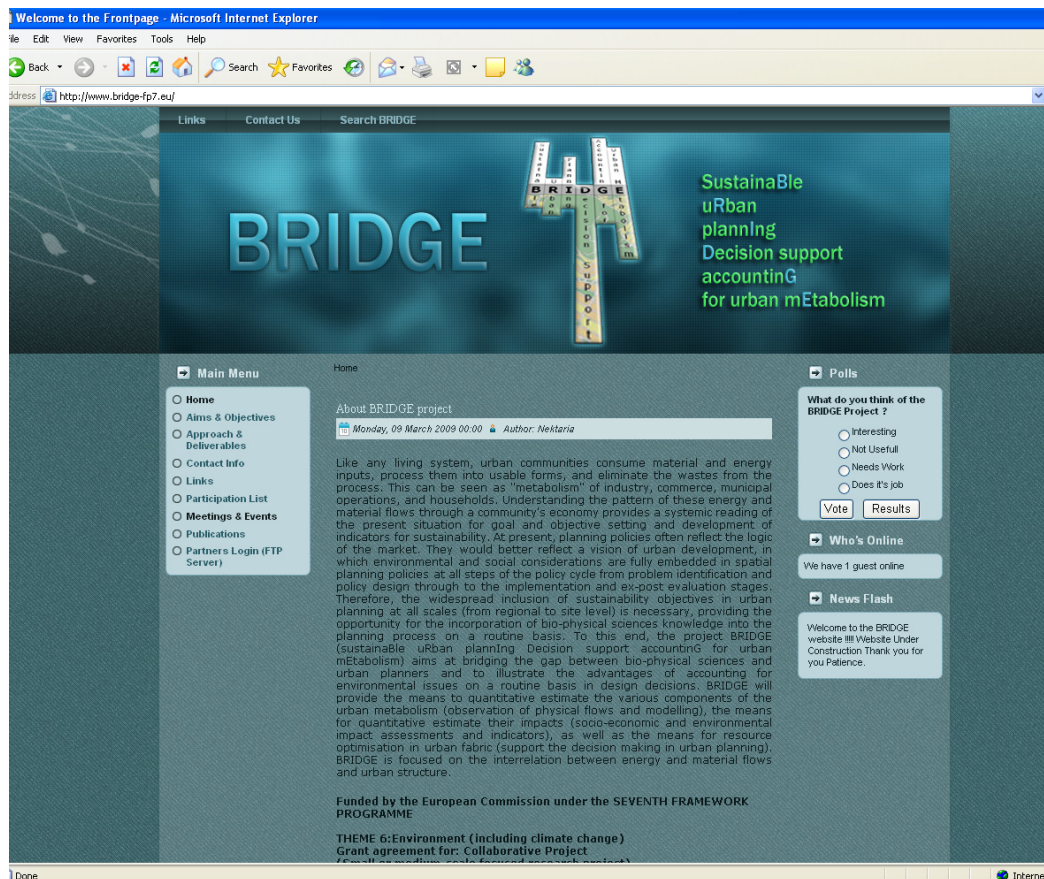 Welcome to the Frontpage - Microsoft Internet Explorer
File Edit View Favorites Tools Help
Back Search Favorites
Address http://www.bridge-fp7.eu/
Links Contact Us Search BRIDGE
BRIDGE
SustainaBle
uRban
plannIng
Decision support
accountinG
for urban mEtabolism
Main Menu
Home
Aims & Objectives
Approach &
Deliverables
Contact Info
Links
Participation List
Meetings & Events
Publications
Partners Login (FTP
Server)
Home
About BRIDGE project
Monday, 09 March 2009 00:00 Author: Nektaria
Like any living system, urban communities consume material and energy
inputs, process them into usable forms, and eliminate the wastes from the
process. This can be seen as "metabolism" of industry, commerce, municipal
operations, and households. Understanding the pattern of these energy and
material flows through a community's economy provides a systemic reading of
the present situation for goal and objective setting and development of
indicators for sustainability. At present, planning policies often reflect the logic
of the market. They would better reflect a vision of urban development, in
which environmental and social considerations are fully embedded in spatial
planning policies at all steps of the policy cycle from problem identification and
policy design through to the implementation and ex-post evaluation stages.
Therefore, the widespread inclusion of sustainability objectives in urban
planning at all scales (from regional to site level) is necessary, providing the
opportunity for the incorporation of bio-physical sciences knowledge into the
planning process on a routine basis. To this end, the project BRIDGE
(sustainaBle uRban plannIng Decision support accountinG for urban
mEtabolism) aims at bridging the gap between bio-physical sciences and
urban planners and to illustrate the advantages of accounting for
environmental issues on a routine basis in design decisions. BRIDGE will
provide the means to quantitative estimate the various components of the
urban metabolism (observation of physical flows and modelling), the means
for quantitative estimate their impacts (socio-economic and environmental
impact assessments and indicators), as well as the means for resource
optimisation in urban fabric (support the decision making in urban planning).
BRIDGE is focused on the interrelation between energy and material flows
and urban structure.
Funded by the European Commission under the SEVENTH FRAMEWORK
PROGRAMME
THEME 6:Environment (including climate change)
Grant agreement for: Collaborative Project
(Small or medium-scale focused research project)
Polls
What do you think of the
BRIDGE Project ?
Interesting
Not Usefull
Needs Work
Does it's job
Vote Results
Who's Online
We have 1 guest online
News Flash
Welcome to the BRIDGE
website !!!! Website Under
Construction Thank you for
you Patience.
Done Interne